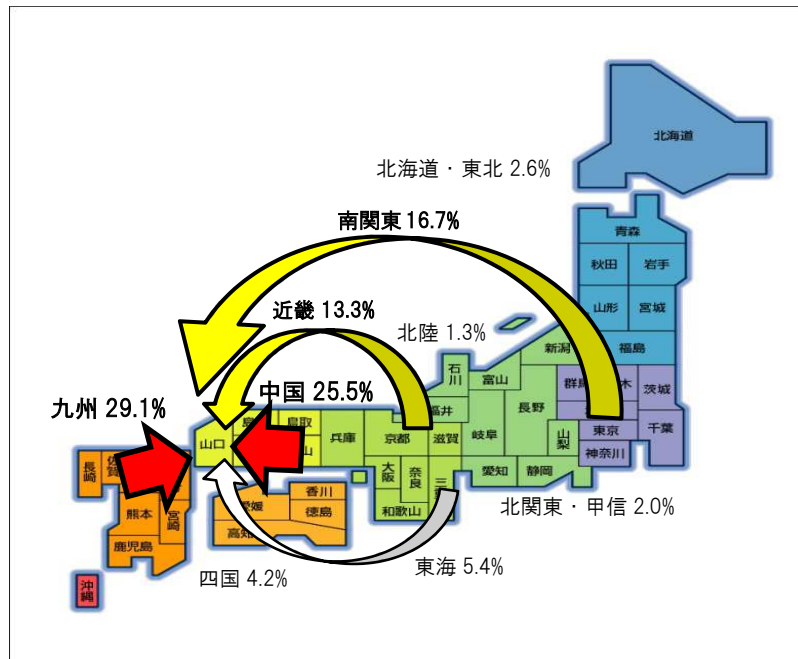 北海道
北海道・東北 2.6%
南関東 16.7%
青森
秋田
岩手
山形
宮城
近畿 13.3%
北陸 1.3%
新潟
福島
石川
富山
群馬
茨城
中国 25.5%
九州 29.1%
福井
長野
鳥取
山口
兵庫
京都
滋賀
岐阜
山梨
東京
千葉
神奈川
長崎
佐賀
大阪
奈良
愛知
静岡
香川
愛媛
徳島
和歌山
北関東・甲信 2.0%
熊本
宮崎
高知
鹿児島
四国 4.2%
東海 5.4%
沖縄